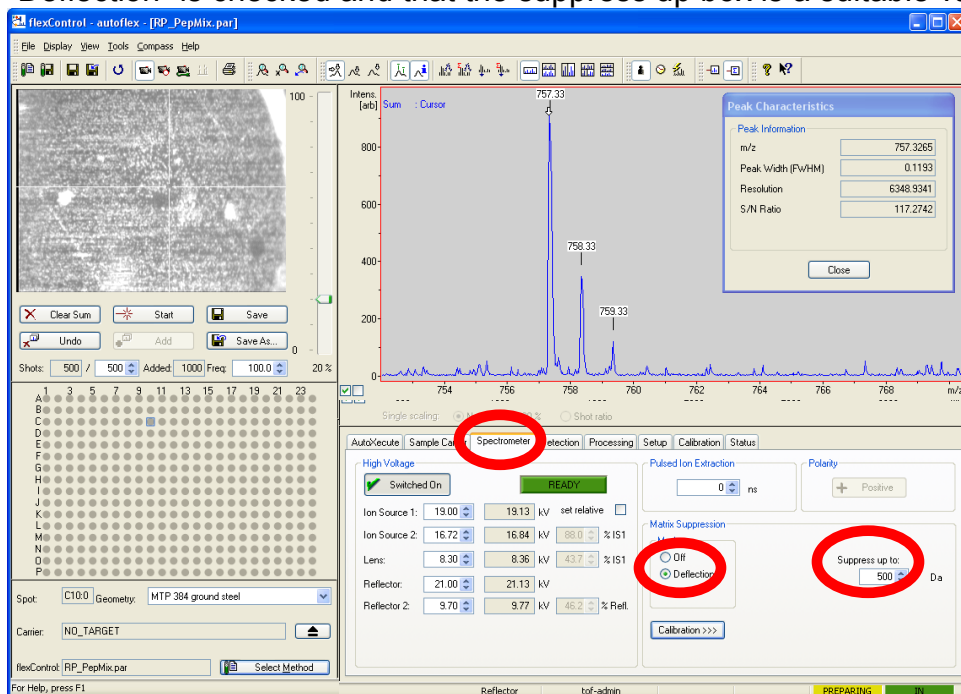 flexControl - autoflex - [RP_PepMix.par]
File Display View Tools Compass Help
100
Intens.
[arb]
Sum : Cursor
757.33
758.33
759.33
800
600
400
200
0
754 756 758 760 762 764 766 768 m/z
Peak Characteristics
Peak Information
m/z 757.3265
Peak Width (FWHM) 0.1193
Resolution 6348.9341
S/N Ratio 117.2742
Close
Clear Sum Start Save
Undo Add Save As...
0
Shots: 500 / 500 Added: 1000 Freq: 100.0 20 %
1 3 5 7 9 11 13 15 17 19 21 23
A
B
C
D
E
F
G
H
I
J
K
L
M
N
O
P
Single scaling: % Shot ratio
AutoXecute Sample Spectrometer Detection Processing Setup Calibration Status
High Voltage
Switched On READY
Ion Source 1: 19.00 19.13 kV set relative
Ion Source 2: 16.72 16.84 kV 88.0 % IS1
Lens: 8.30 8.36 kV 43.7 % IS1
Reflector: 21.00 21.13 kV
Reflector 2: 9.70 9.77 kV 46.2 % Refl.
Pulsed Ion Extraction
0 ns
Polarity
Positive
Matrix Suppression
Off
Deflection
Suppress up to:
500 Da
Calibration >>>
Spot: C10:0 Geometry: MTP 384 ground steel
Carrier: NO_TARGET
flexControl: RP_PepMix.par Select Method
For Help, press F1 Reflector tof-admin PREPARING IN